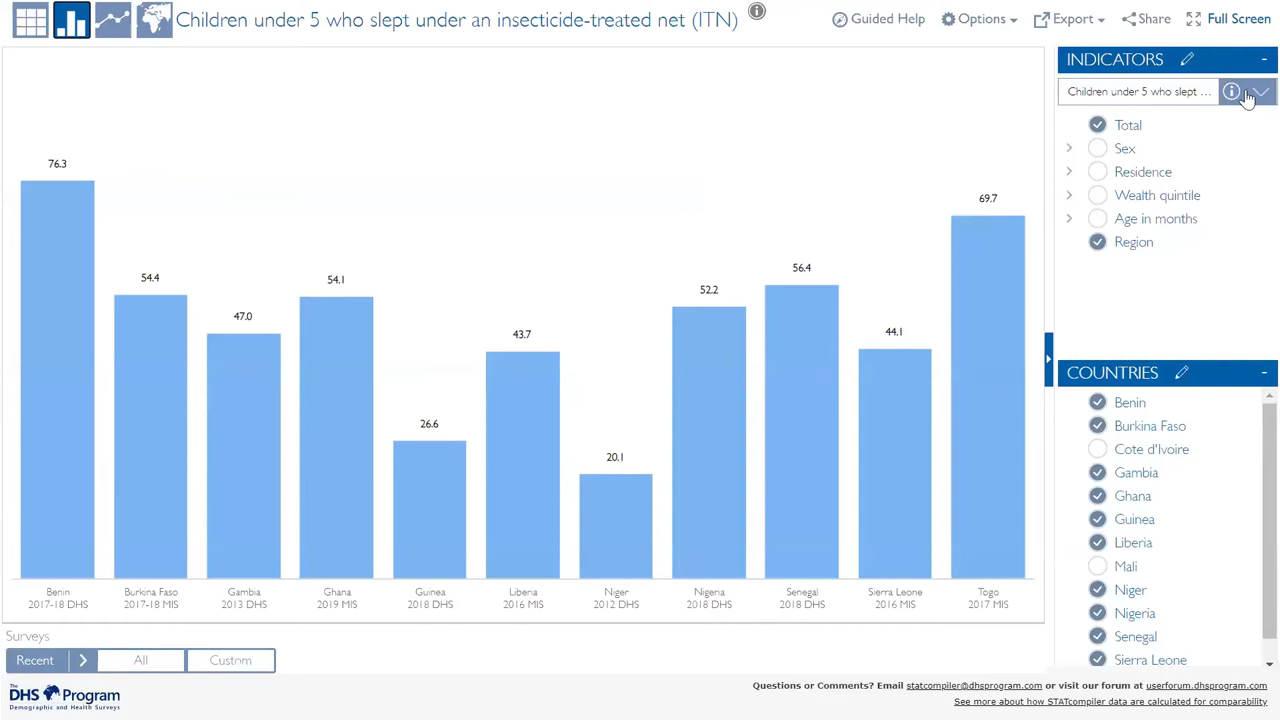 Children under 5 who slept under an insecticide-treated net (ITN)
Guided Help
Options
Export
Share
Full Screen
INDICATORS
-
Children under 5 who slept ...
Total
Sex
Residence
Wealth quintile
Age in months
Region
76.3
54.4
47.0
54.1
26.6
43.7
20.1
52.2
56.4
44.1
69.7
Benin
2017-18 DHS
Burkina Faso
2017-18 MIS
Gambia
2013 DHS
Ghana
2019 MIS
Guinea
2018 DHS
Liberia
2016 MIS
Niger
2012 DHS
Nigeria
2018 DHS
Senegal
2018 DHS
Sierra Leone
2016 MIS
Togo
2017 MIS
COUNTRIES
-
Benin
Burkina Faso
Cote d'Ivoire
Gambia
Ghana
Guinea
Liberia
Mali
Niger
Nigeria
Senegal
Sierra Leone
Surveys
Recent
All
Custom
The DHS Program
Demographic and Health Surveys
Questions or Comments? Email statcompiler@dhsprogram.com or visit our forum at userforum.dhsprogram.com
See more about how STATcompiler data are calculated for comparability